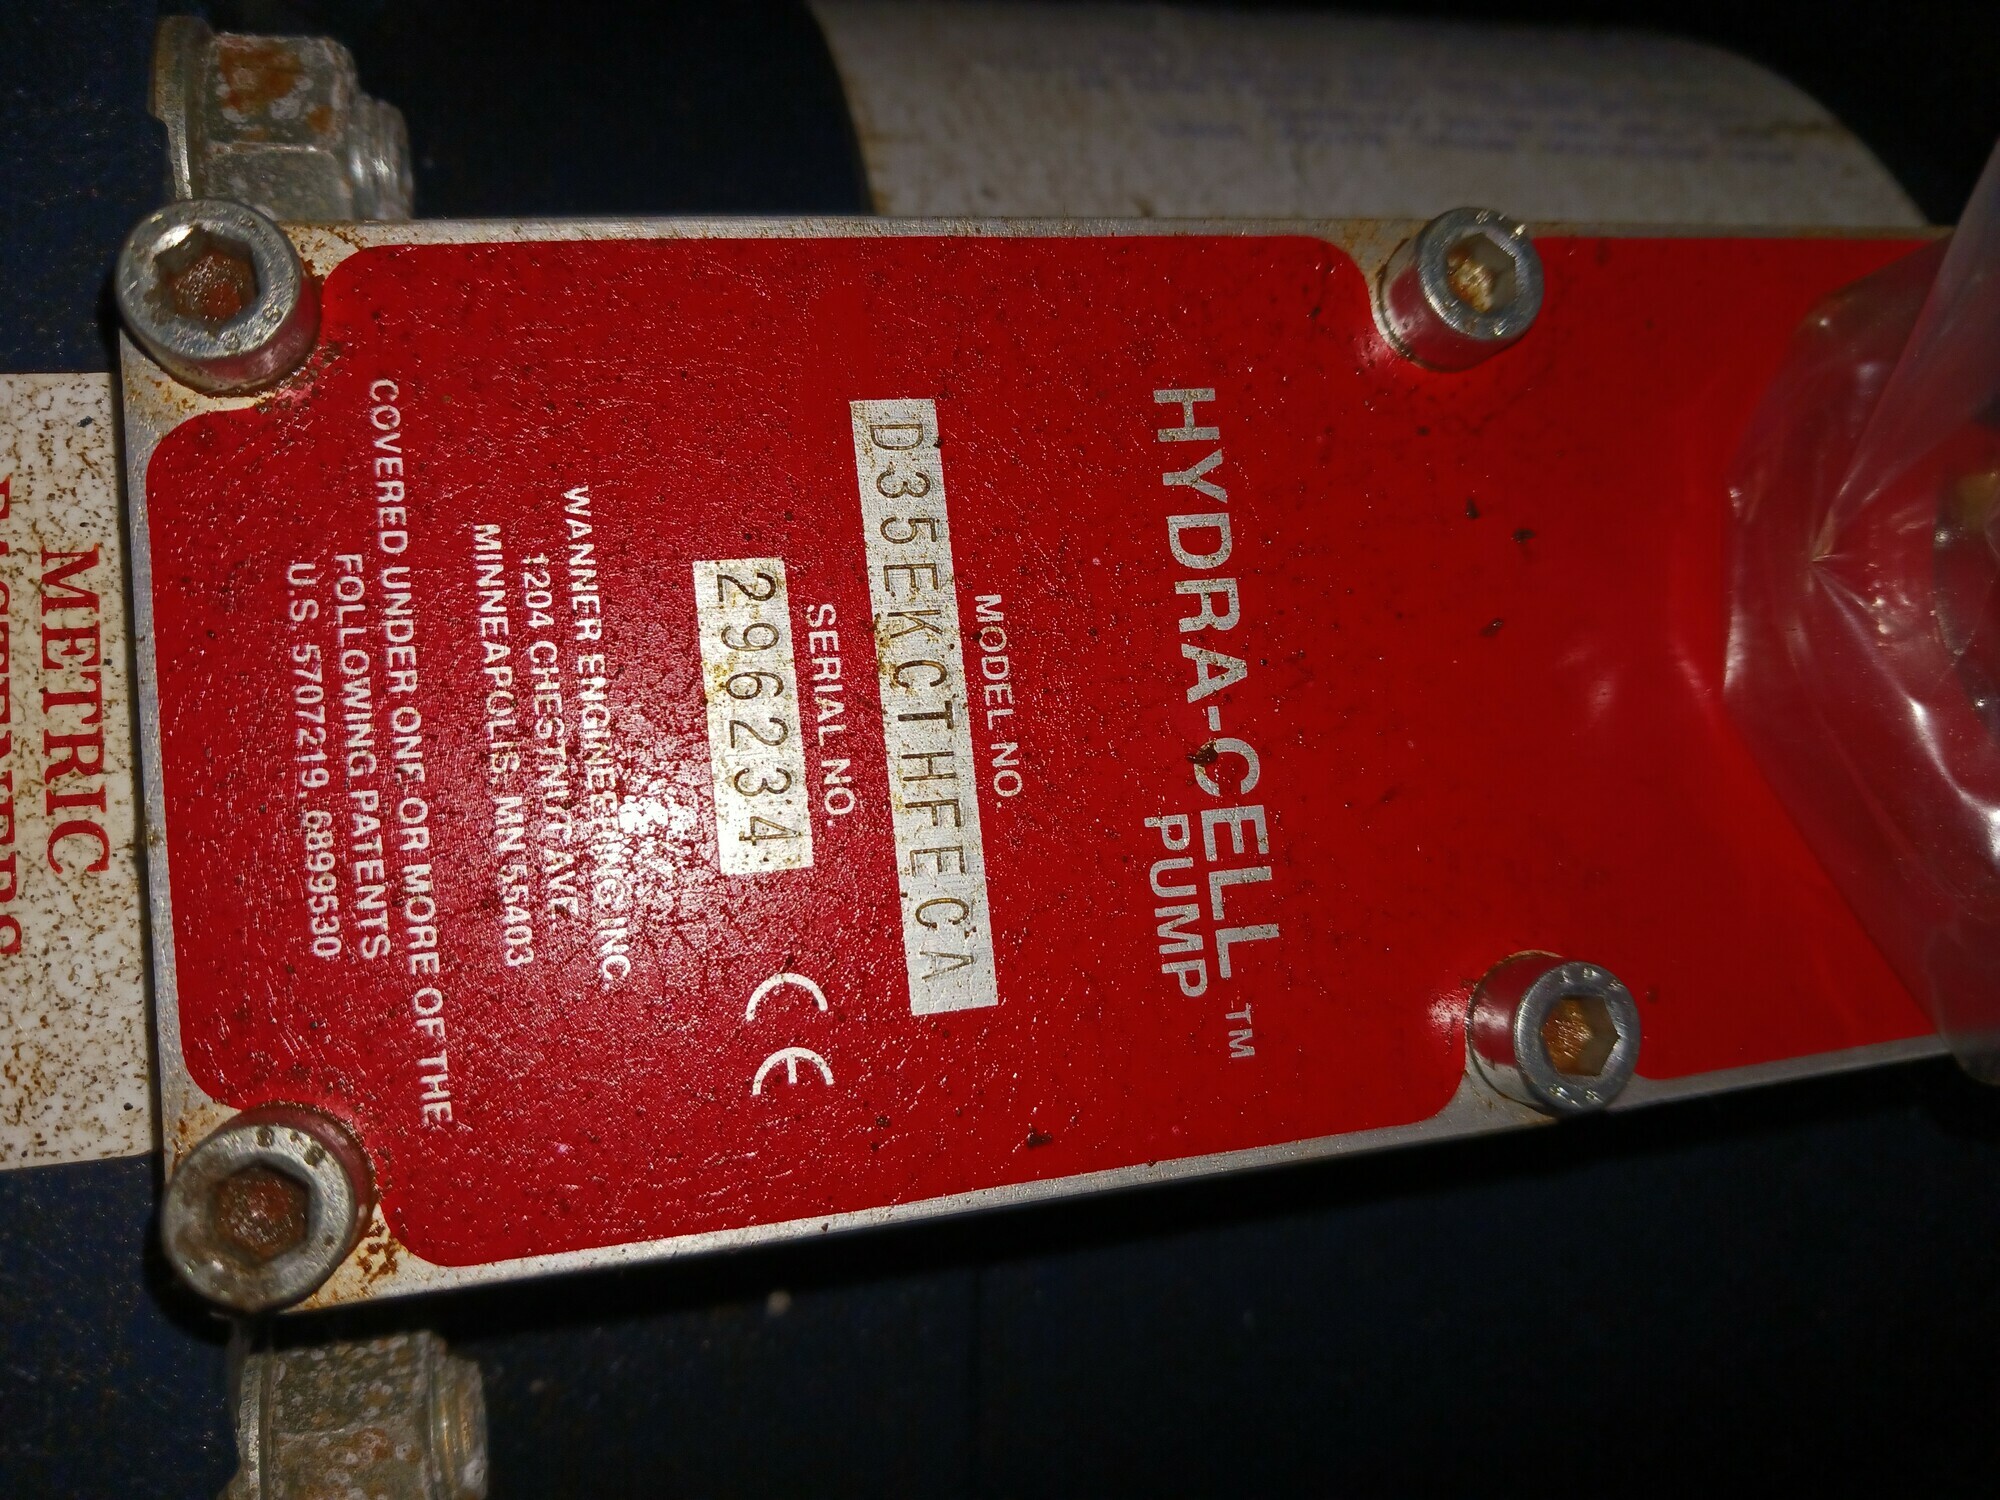 HYDRA-CELL™
PUMP
MODEL NO.
D35EKCTHFECA
SERIAL NO.
296234
CE
WANNER ENGINEERING INC.
1204 CHESTNUT AVE
MINNEAPOLIS, MN 55403
COVERED UNDER ONE OR MORE OF THE
FOLLOWING PATENTS
U.S. 5707219, 6899530
METRIC